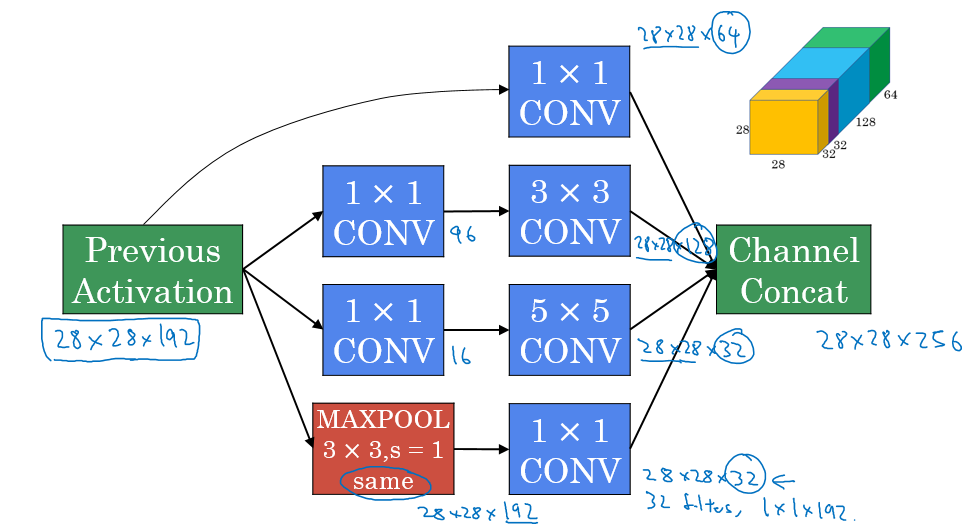 28×28×64
1 × 1
CONV
28
28
32
32
128
64
1 × 1
CONV
96
3 × 3
CONV
28×28×128
Previous
Activation
28×28×192
Channel
Concat
28×28×256
1 × 1
CONV
16
5 × 5
CONV
28×28×32
MAXPOOL
3 × 3,s = 1
same
28×28×192
1 × 1
CONV
28×28×32 ←
32 filters, 1×1×192.